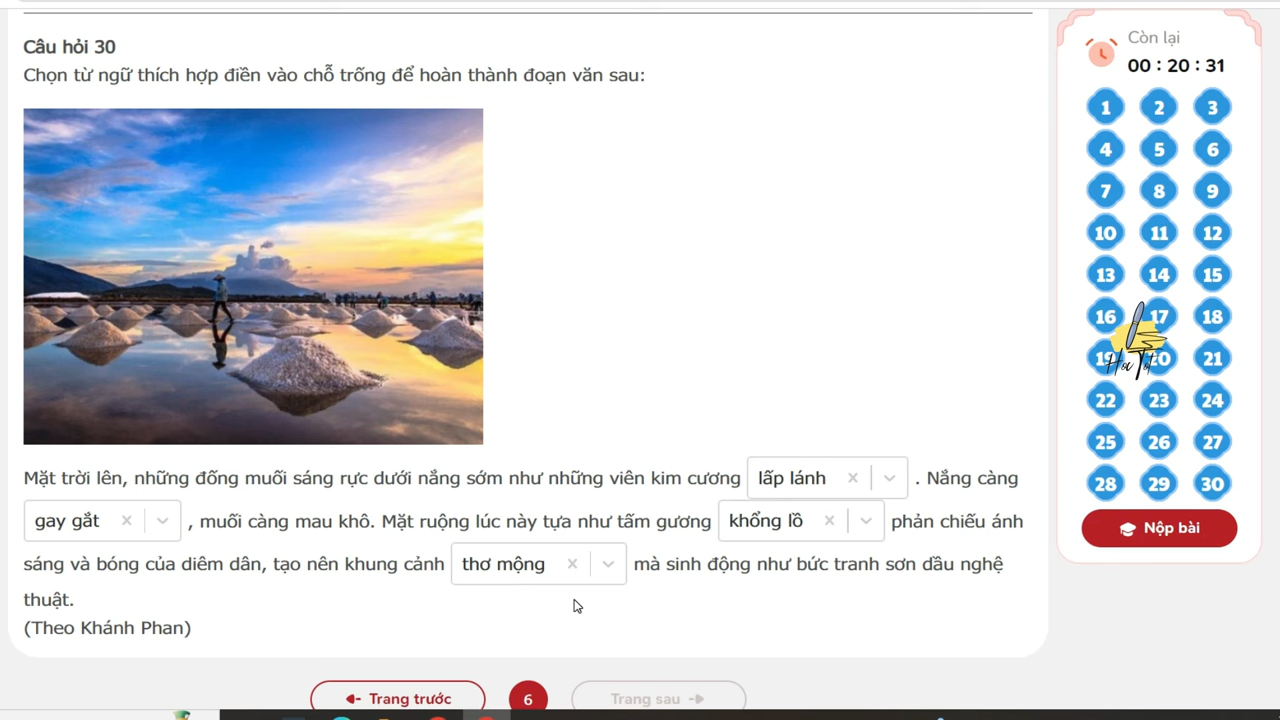 Câu hỏi 30
Chọn từ ngữ thích hợp điền vào chỗ trống để hoàn thành đoạn văn sau:
Mặt trời lên, những đống muối sáng rực dưới nắng sớm như những viên kim cương lấp lánh . Nắng càng
gay gắt , muối càng mau khô. Mặt ruộng lúc này tựa như tấm gương khổng lồ phản chiếu ánh
sáng và bóng của diêm dân, tạo nên khung cảnh thơ mộng mà sinh động như bức tranh sơn dầu nghệ
thuật.
(Theo Khánh Phan)
Trang trước 6 Trang sau
Còn lại
00 : 20 : 31
1 2 3
4 5 6
7 8 9
10 11 12
13 14 15
16 17 18
19 20 21
Học Tốt
22 23 24
25 26 27
28 29 30
Nộp bài